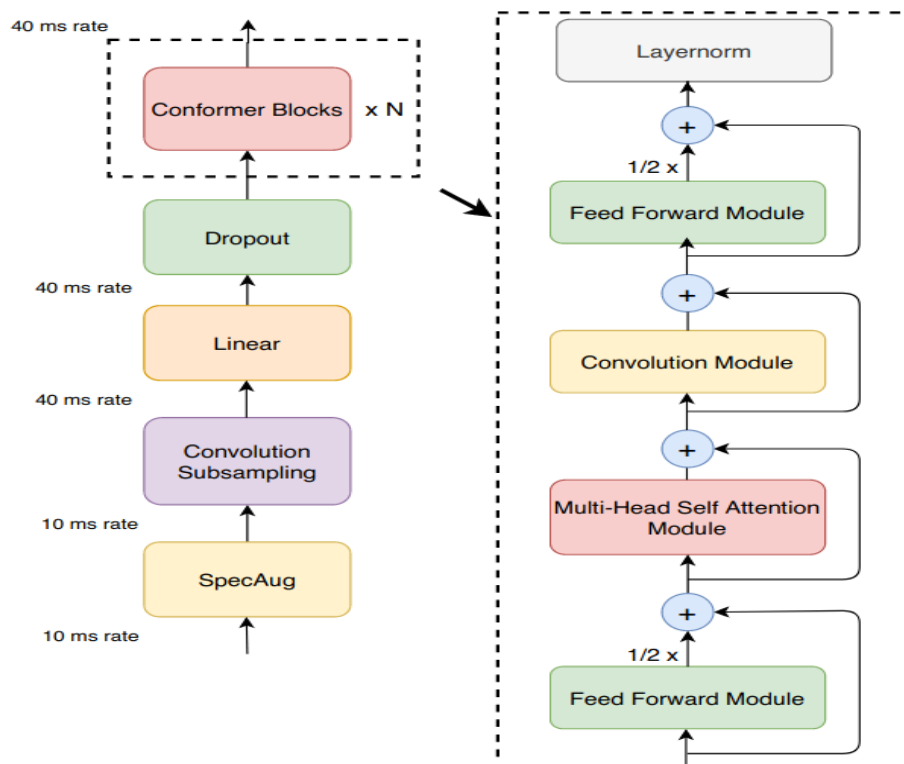 40 ms rate
Conformer Blocks
x N
Dropout
40 ms rate
Linear
40 ms rate
Convolution
Subsampling
10 ms rate
SpecAug
10 ms rate
Layernorm
+
1/2 x
Feed Forward Module
+
Convolution Module
+
Multi-Head Self Attention
Module
+
1/2 x
Feed Forward Module